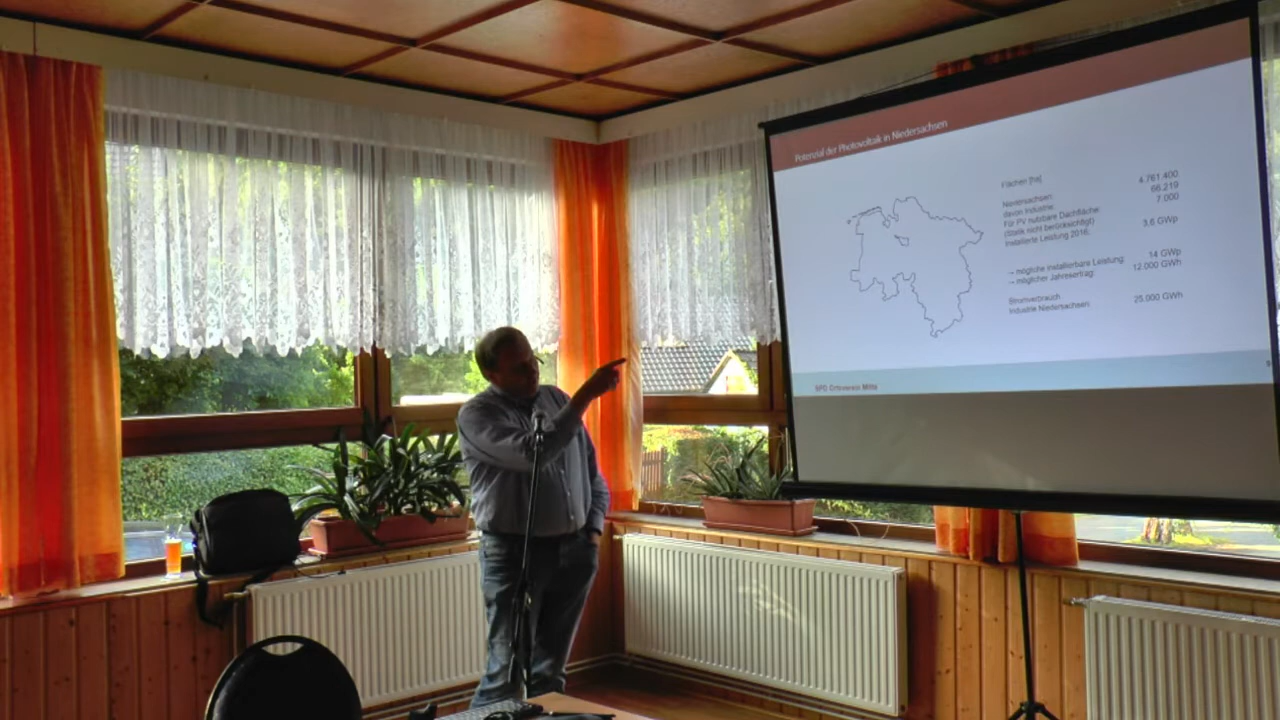 Potenzial der Photovoltaik in Niedersachsen
Flächen [ha]
Niedersachsen: 4.761.400
davon Industrie: 66.219
Für PV nutzbare Dachfläche: 7.000
(Statik nicht berücksichtigt)
Installierte Leistung 2016: 3,6 GWp
→ mögliche installierbare Leistung: 14 GWp
→ möglicher Jahresertrag: 12.000 GWh
Stromverbrauch
Industrie Niedersachsen: 25.000 GWh
SPD Ortsverein Mitte